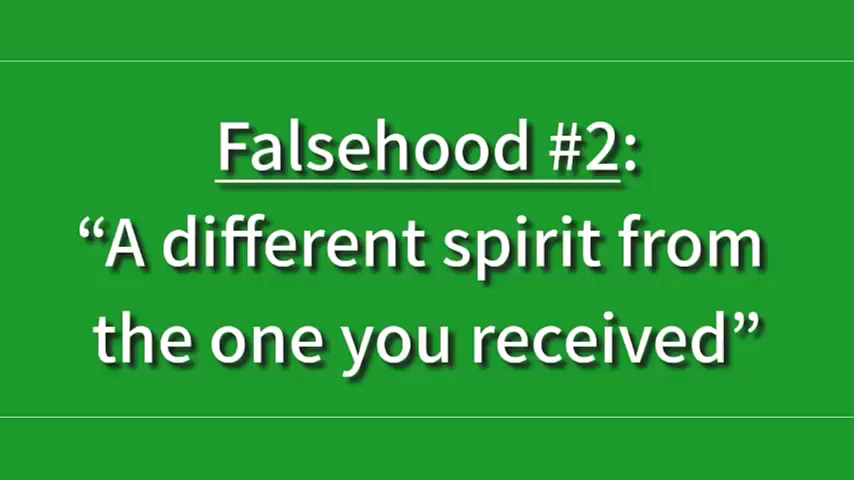 Falsehood #2:
“A different spirit from
the one you received”